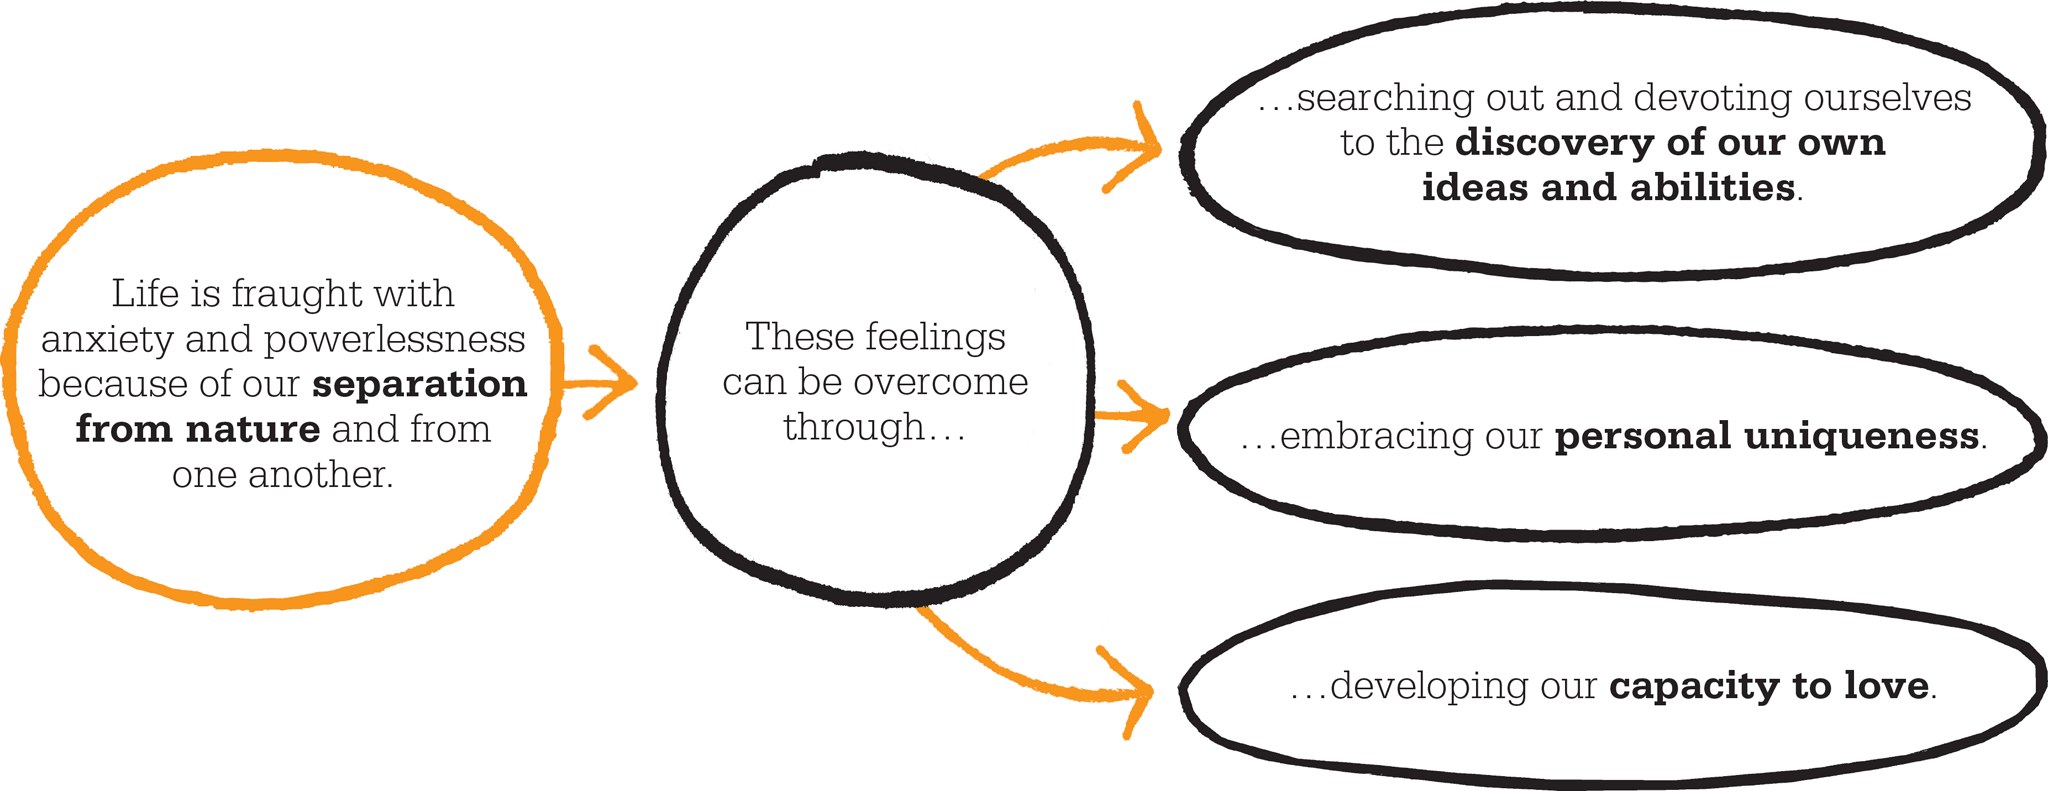 Life is fraught with
anxiety and powerlessness
because of our separation
from nature and from
one another.
These feelings
can be overcome
through…
…searching out and devoting ourselves
to the discovery of our own
ideas and abilities.
…embracing our personal uniqueness.
…developing our capacity to love.